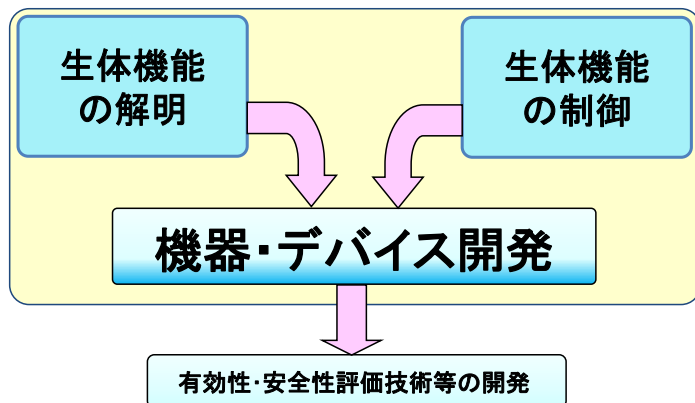 生体機能
の解明
生体機能
の制御
機器・デバイス開発
有効性・安全性評価技術等の開発